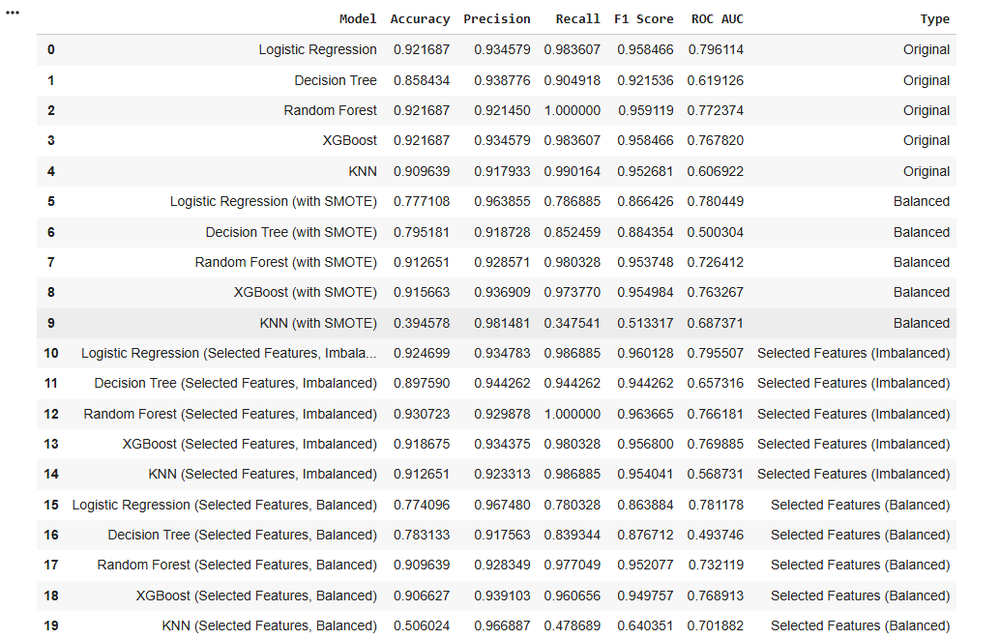 Model Accuracy Precision Recall F1 Score ROC AUC Type
0 Logistic Regression 0.921687 0.934579 0.983607 0.958466 0.796114 Original
1 Decision Tree 0.858434 0.938776 0.904918 0.921536 0.619126 Original
2 Random Forest 0.921687 0.921450 1.000000 0.959119 0.772374 Original
3 XGBoost 0.921687 0.934579 0.983607 0.958466 0.767820 Original
4 KNN 0.909639 0.917933 0.990164 0.952681 0.606922 Original
5 Logistic Regression (with SMOTE) 0.777108 0.963855 0.786885 0.866426 0.780449 Balanced
6 Decision Tree (with SMOTE) 0.795181 0.918728 0.852459 0.884354 0.500304 Balanced
7 Random Forest (with SMOTE) 0.912651 0.928571 0.980328 0.953748 0.726412 Balanced
8 XGBoost (with SMOTE) 0.915663 0.936909 0.973770 0.954984 0.763267 Balanced
9 KNN (with SMOTE) 0.394578 0.981481 0.347541 0.513317 0.687371 Balanced
10 Logistic Regression (Selected Features, Imbala... 0.924699 0.934783 0.986885 0.960128 0.795507 Selected Features (Imbalanced)
11 Decision Tree (Selected Features, Imbalanced) 0.897590 0.944262 0.944262 0.944262 0.657316 Selected Features (Imbalanced)
12 Random Forest (Selected Features, Imbalanced) 0.930723 0.929878 1.000000 0.963665 0.766181 Selected Features (Imbalanced)
13 XGBoost (Selected Features, Imbalanced) 0.918675 0.934375 0.980328 0.956800 0.769885 Selected Features (Imbalanced)
14 KNN (Selected Features, Imbalanced) 0.912651 0.923313 0.986885 0.954041 0.568731 Selected Features (Imbalanced)
15 Logistic Regression (Selected Features, Balanced) 0.774096 0.967480 0.780328 0.863884 0.781178 Selected Features (Balanced)
16 Decision Tree (Selected Features, Balanced) 0.783133 0.917563 0.839344 0.876712 0.493746 Selected Features (Balanced)
17 Random Forest (Selected Features, Balanced) 0.909639 0.928349 0.977049 0.952077 0.732119 Selected Features (Balanced)
18 XGBoost (Selected Features, Balanced) 0.906627 0.939103 0.960656 0.949757 0.768913 Selected Features (Balanced)
19 KNN (Selected Features, Balanced) 0.506024 0.966887 0.478689 0.640351 0.701882 Selected Features (Balanced)